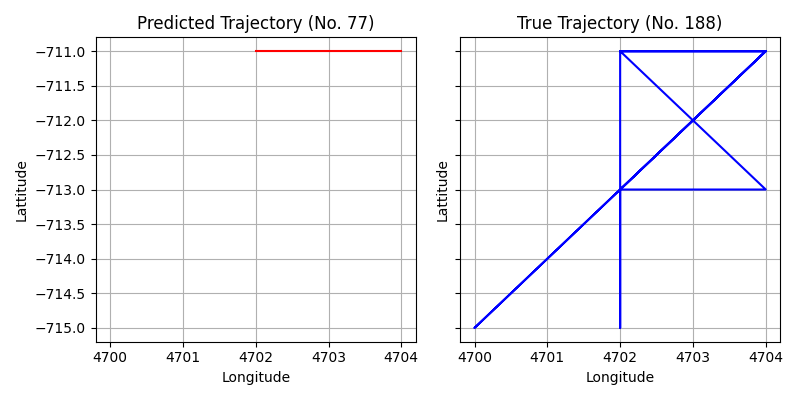 Predicted Trajectory (No. 77)
True Trajectory (No. 188)
−711.0
−711.5
−712.0
−712.5
−713.0
−713.5
−714.0
−714.5
−715.0
Lattitude
Lattitude
4700 4701 4702 4703 4704
4700 4701 4702 4703 4704
Longitude
Longitude